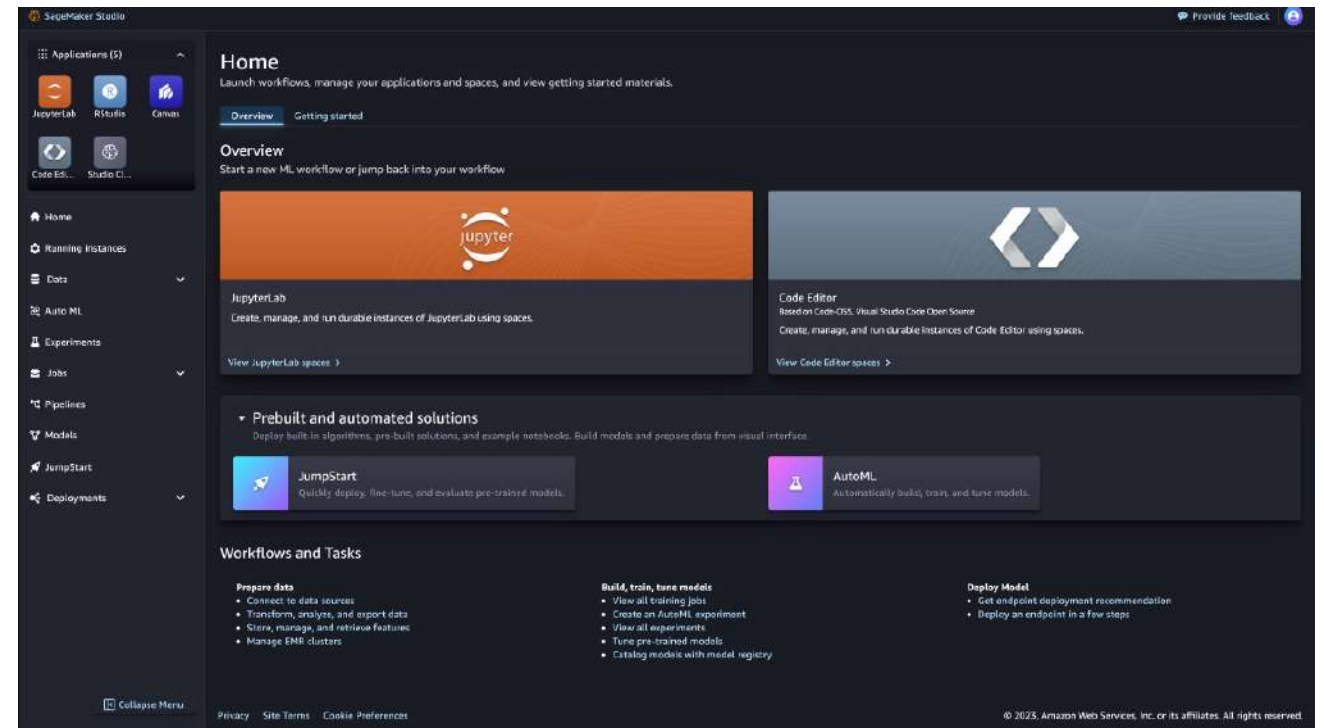 SageMaker Studio
Provide feedback
Applications (5)
JupyterLab
RStudio
Canvas
Code Edi...
Studio Cl...
Home
Running instances
Data
Auto ML
Experiments
Jobs
Pipelines
Models
JumpStart
Deployments
Collapse Menu
Home
Launch workflows, manage your applications and spaces, and view getting started materials.
Overview
Getting started
Overview
Start a new ML workflow or jump back into your workflow
jupyter
JupyterLab
Create, manage, and run durable instances of JupyterLab using spaces.
View JupyterLab spaces
Code Editor
Based on Code-OSS, Visual Studio Code Open Source
Create, manage, and run durable instances of Code Editor using spaces.
View Code Editor spaces
Prebuilt and automated solutions
Deploy built-in algorithms, pre-built solutions, and example notebooks. Build models and prepare data from visual interface.
JumpStart
Quickly deploy, fine-tune, and evaluate pre-trained models.
AutoML
Automatically build, train, and tune models.
Workflows and Tasks
Prepare data
• Connect to data sources
• Transform, analyze, and export data
• Store, manage, and retrieve features
• Manage EMR clusters
Build, train, tune models
• View all training jobs
• Create an AutoML experiment
• View all experiments
• Tune pre-trained models
• Catalog models with model registry
Deploy Model
• Get endpoint deployment recommendation
• Deploy an endpoint in a few steps
Privacy Site Terms Cookie Preferences
© 2023, Amazon Web Services, Inc. or its affiliates. All rights reserved.